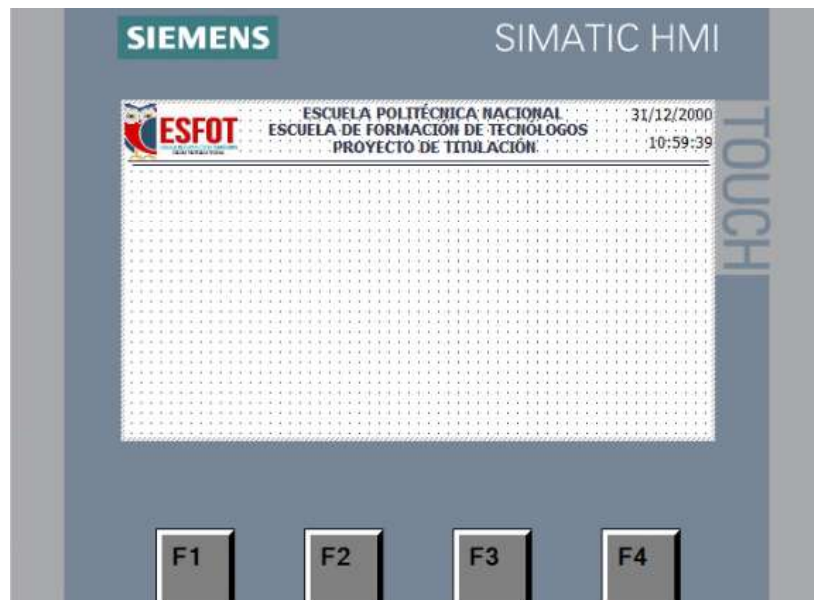 SIEMENS
SIMATIC HMI
TOUCH
ESFOT
ESCUELA POLITÉCNICA NACIONAL
ESCUELA DE FORMACIÓN DE TECNÓLOGOS
PROYECTO DE TITULACIÓN
31/12/2000
10:59:39
F1
F2
F3
F4